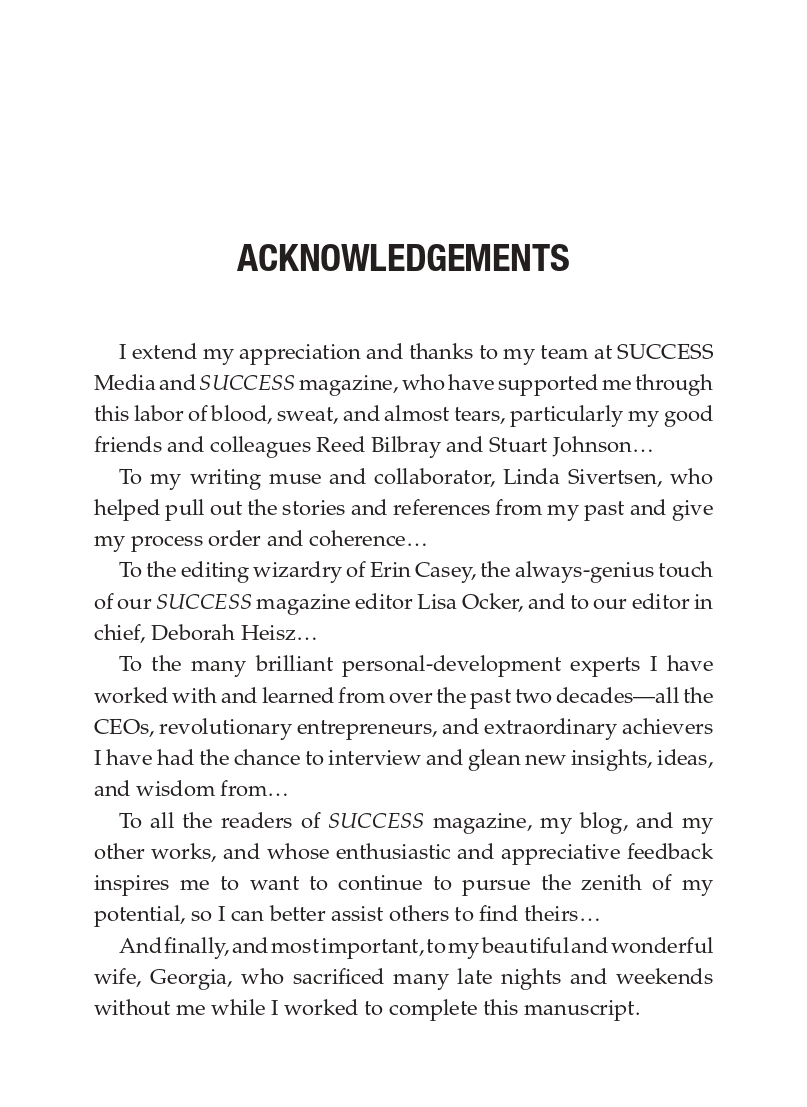 ACKNOWLEDGEMENTS
I extend my appreciation and thanks to my team at SUCCESS
Media and SUCCESS magazine, who have supported me through
this labor of blood, sweat, and almost tears, particularly my good
friends and colleagues Reed Bilbray and Stuart Johnson…
To my writing muse and collaborator, Linda Sivertsen, who
helped pull out the stories and references from my past and give
my process order and coherence…
To the editing wizardry of Erin Casey, the always-genius touch
of our SUCCESS magazine editor Lisa Ocker, and to our editor in
chief, Deborah Heisz…
To the many brilliant personal-development experts I have
worked with and learned from over the past two decades—all the
CEOs, revolutionary entrepreneurs, and extraordinary achievers
I have had the chance to interview and glean new insights, ideas,
and wisdom from…
To all the readers of SUCCESS magazine, my blog, and my
other works, and whose enthusiastic and appreciative feedback
inspires me to want to continue to pursue the zenith of my
potential, so I can better assist others to find theirs…
And finally, and most important, to my beautiful and wonderful
wife, Georgia, who sacrificed many late nights and weekends
without me while I worked to complete this manuscript.